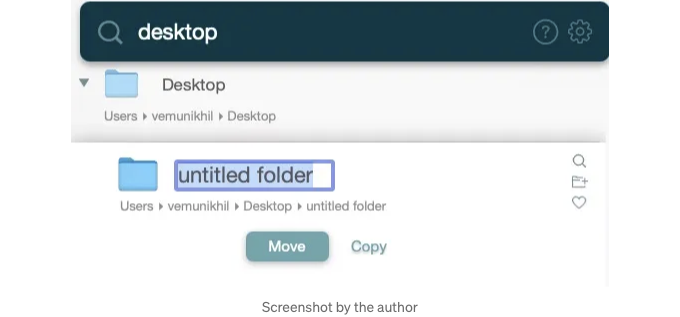 desktop
Desktop
Users ▸ vemunikhil ▸ Desktop
untitled folder
Users ▸ vemunikhil ▸ Desktop ▸ untitled folder
Move Copy
Screenshot by the author